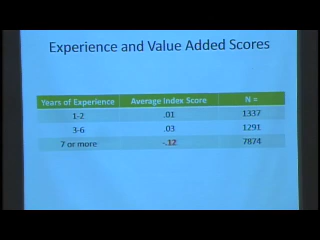 Experience and Value Added Scores
Years of Experience Average Index Score N =
1-2 .01 1337
3-6 .03 1291
7 or more -.12 7874